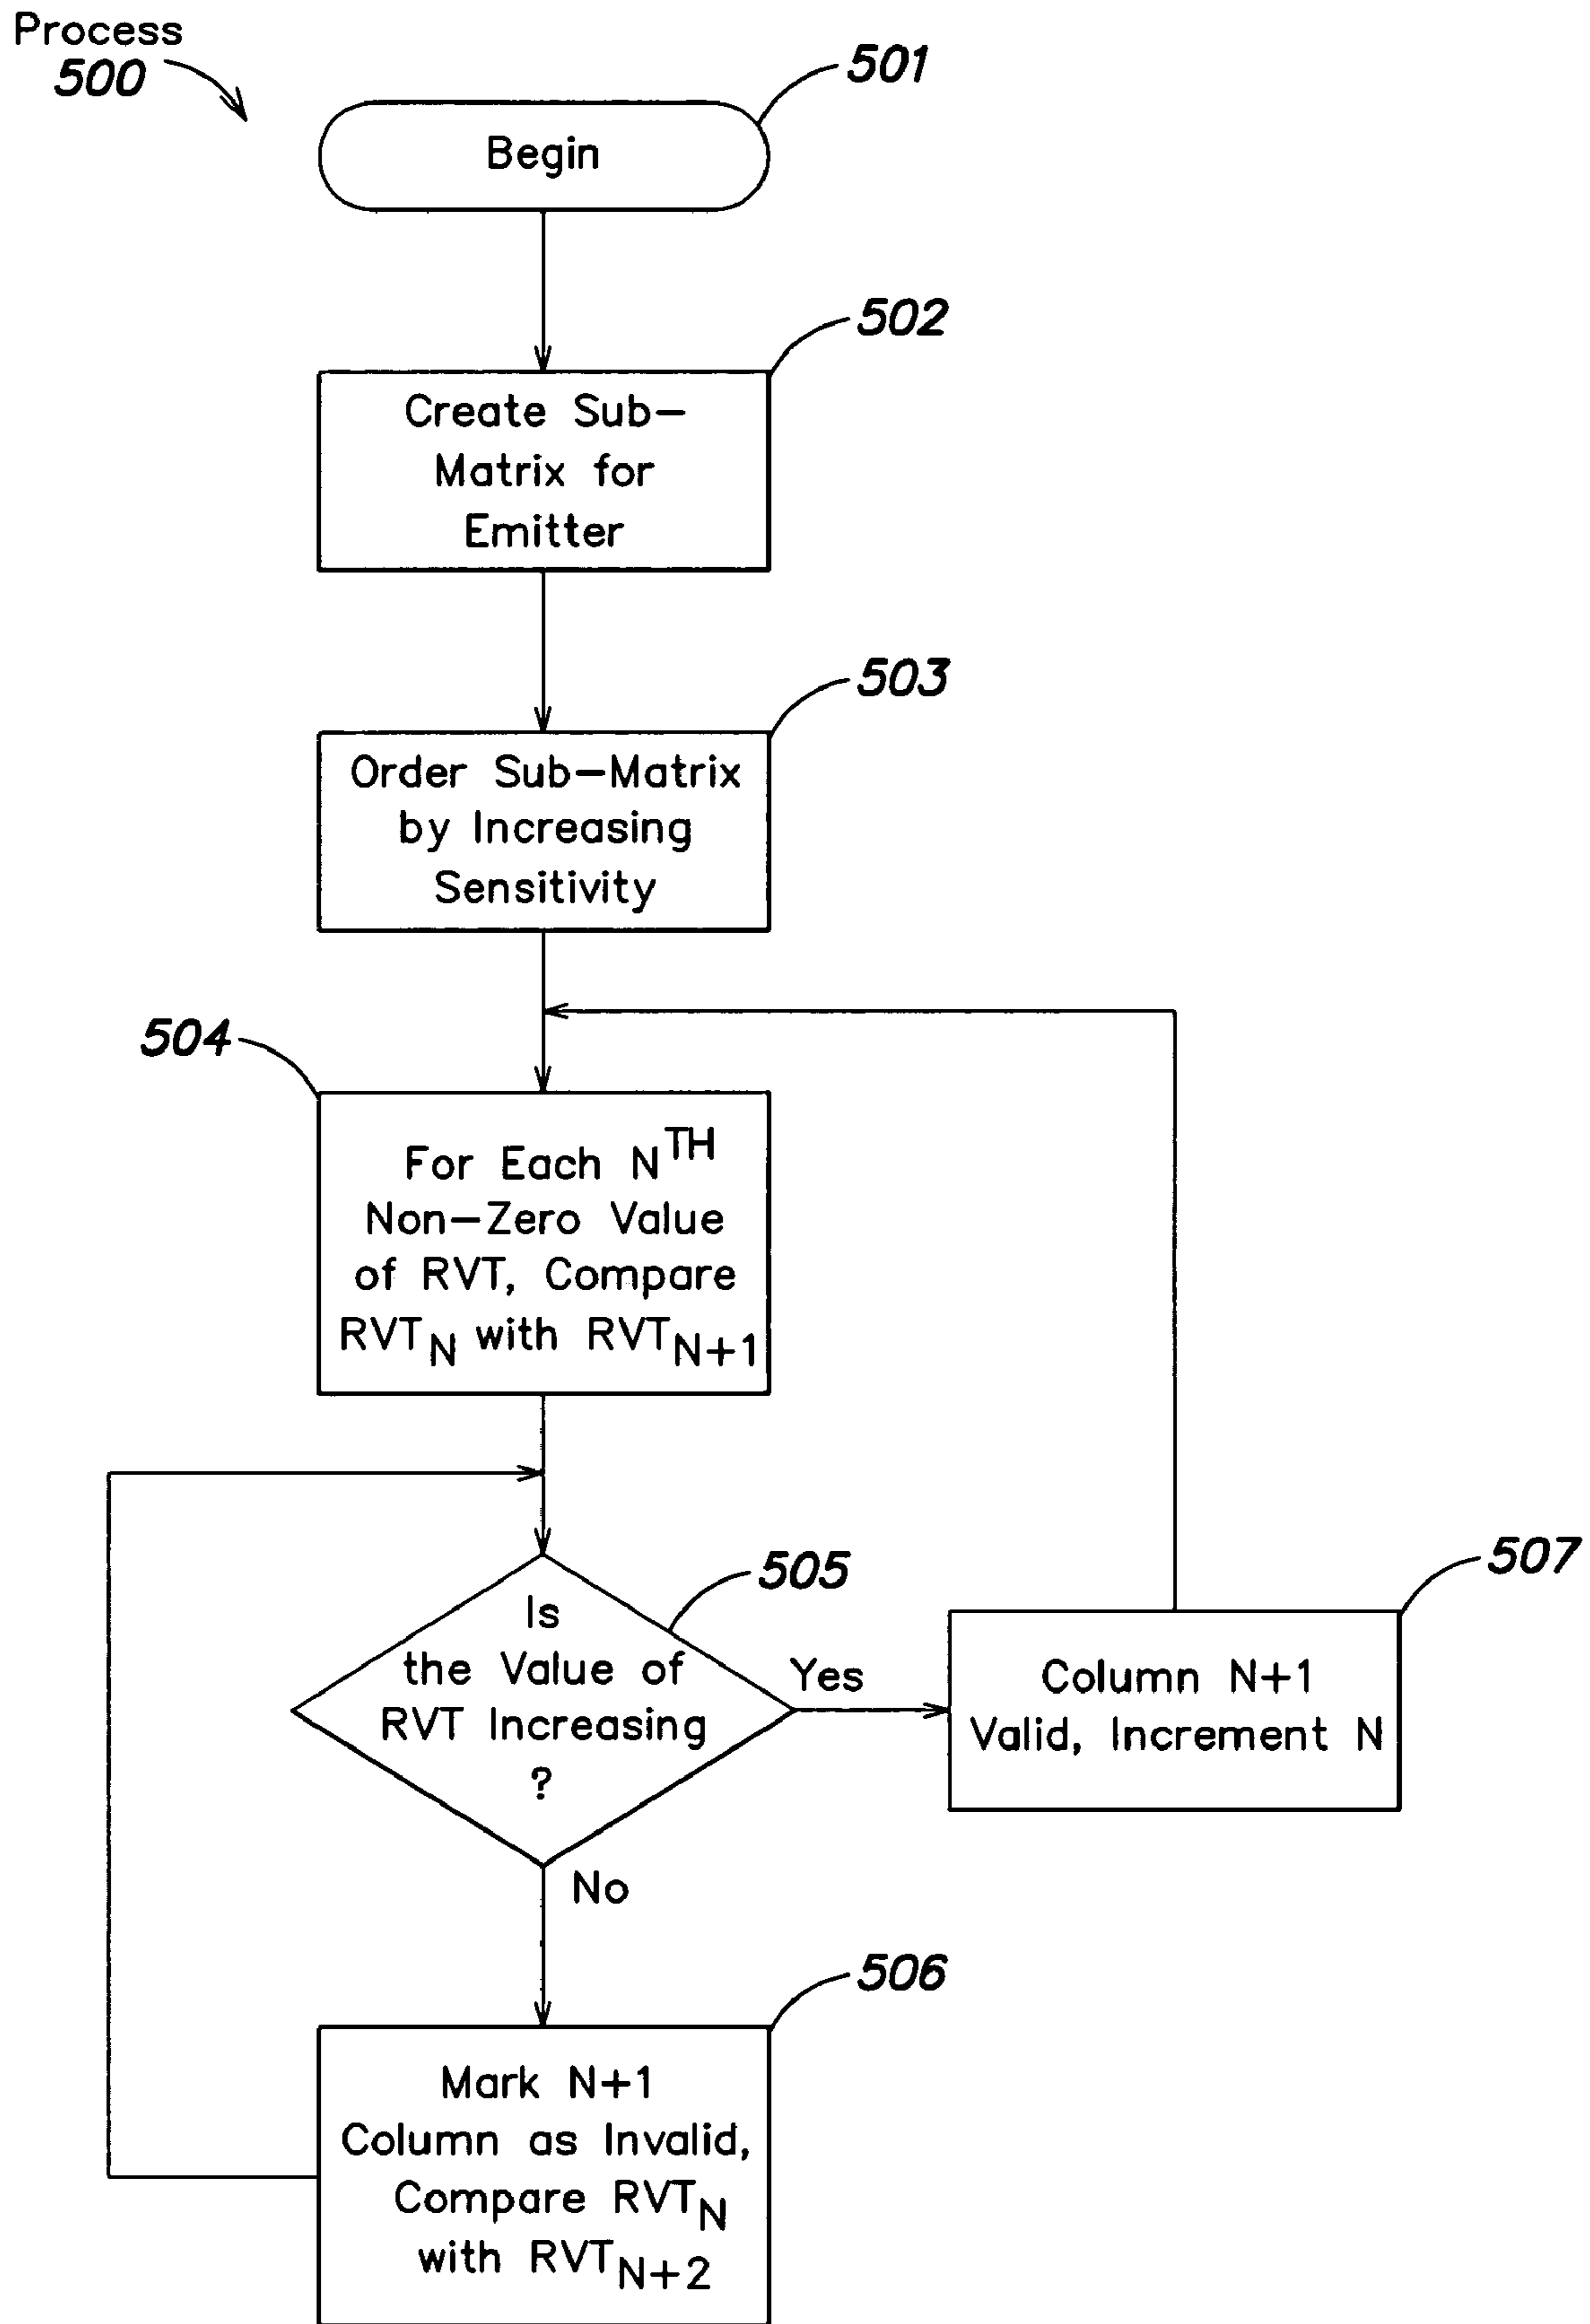 Process
500
501
Begin
502
Create Sub-
Matrix for
Emitter
503
Order Sub-Matrix
by Increasing
Sensitivity
504
For Each N^TH
Non-Zero Value
of RVT, Compare
RVT_N with RVT_N+1
505
Is
the Value of
RVT Increasing
?
Yes
507
Column N+1
Valid, Increment N
No
506
Mark N+1
Column as Invalid,
Compare RVT_N
with RVT_N+2